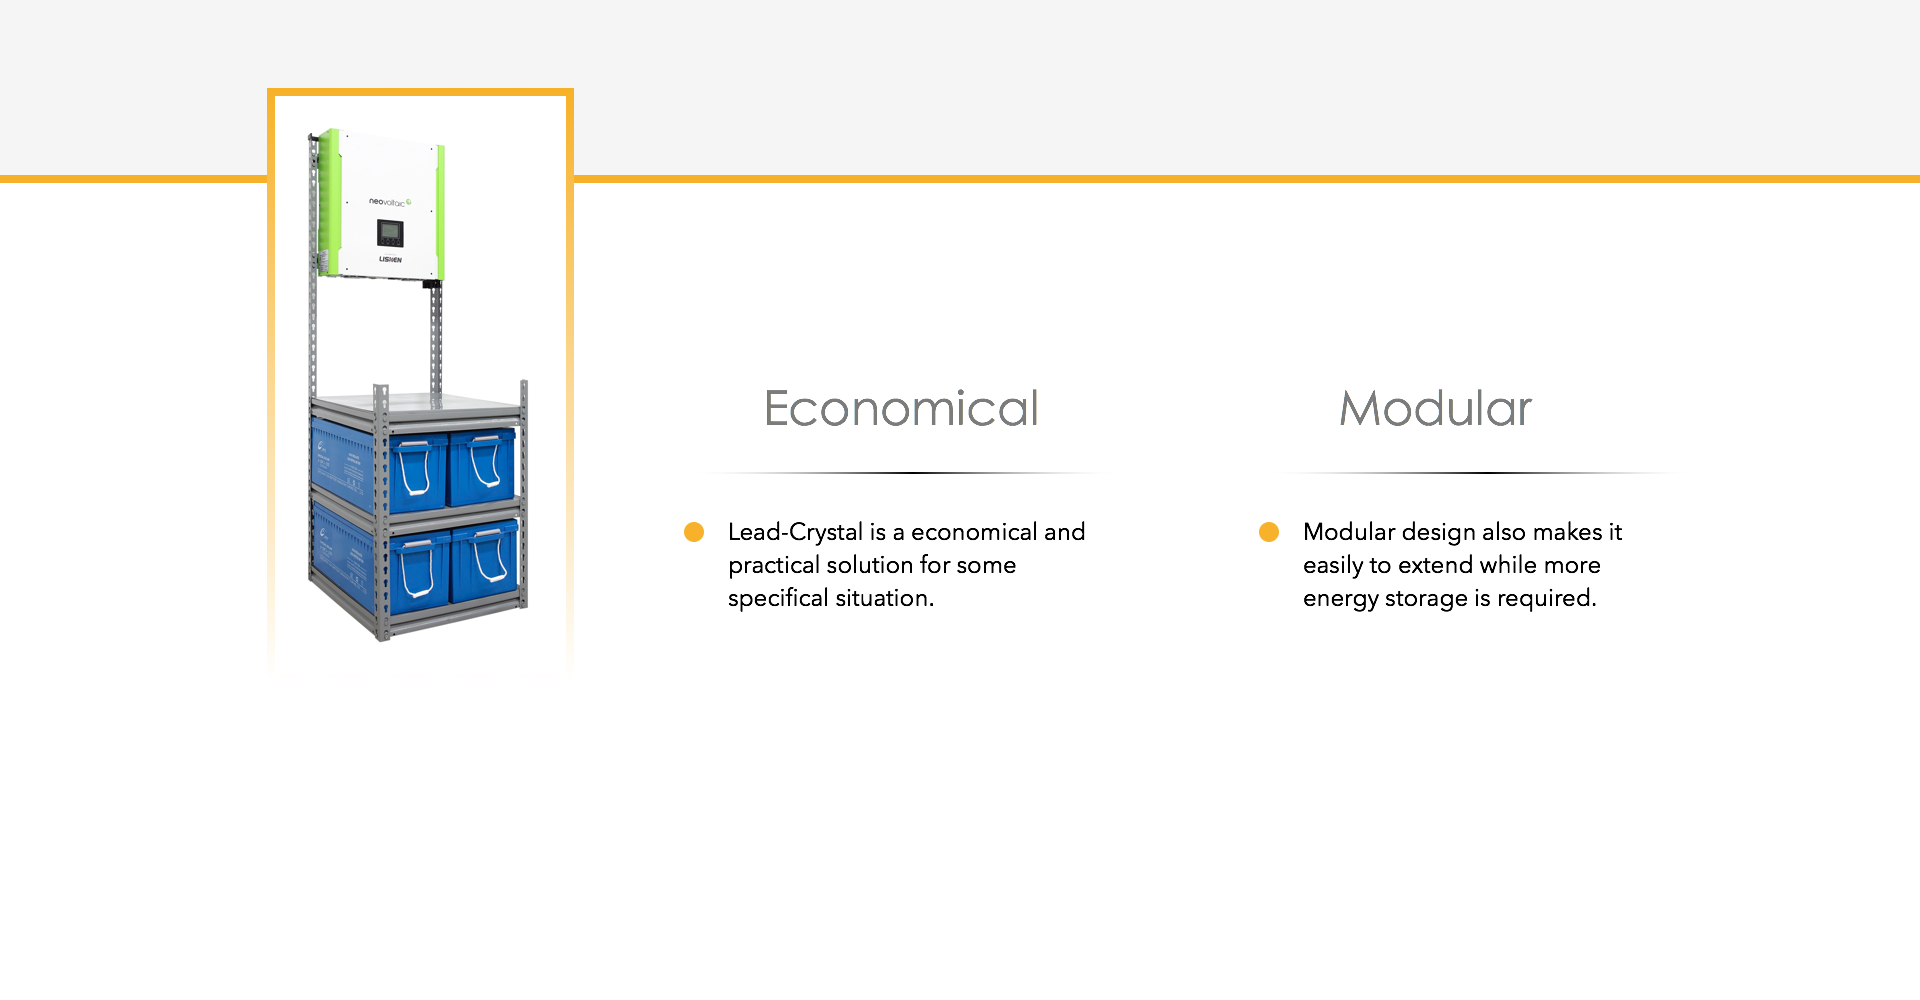 neovoltaic
LISHEN
Economical
Modular
Lead-Crystal is a economical and
practical solution for some
specifical situation.
Modular design also makes it
easily to extend while more
energy storage is required.